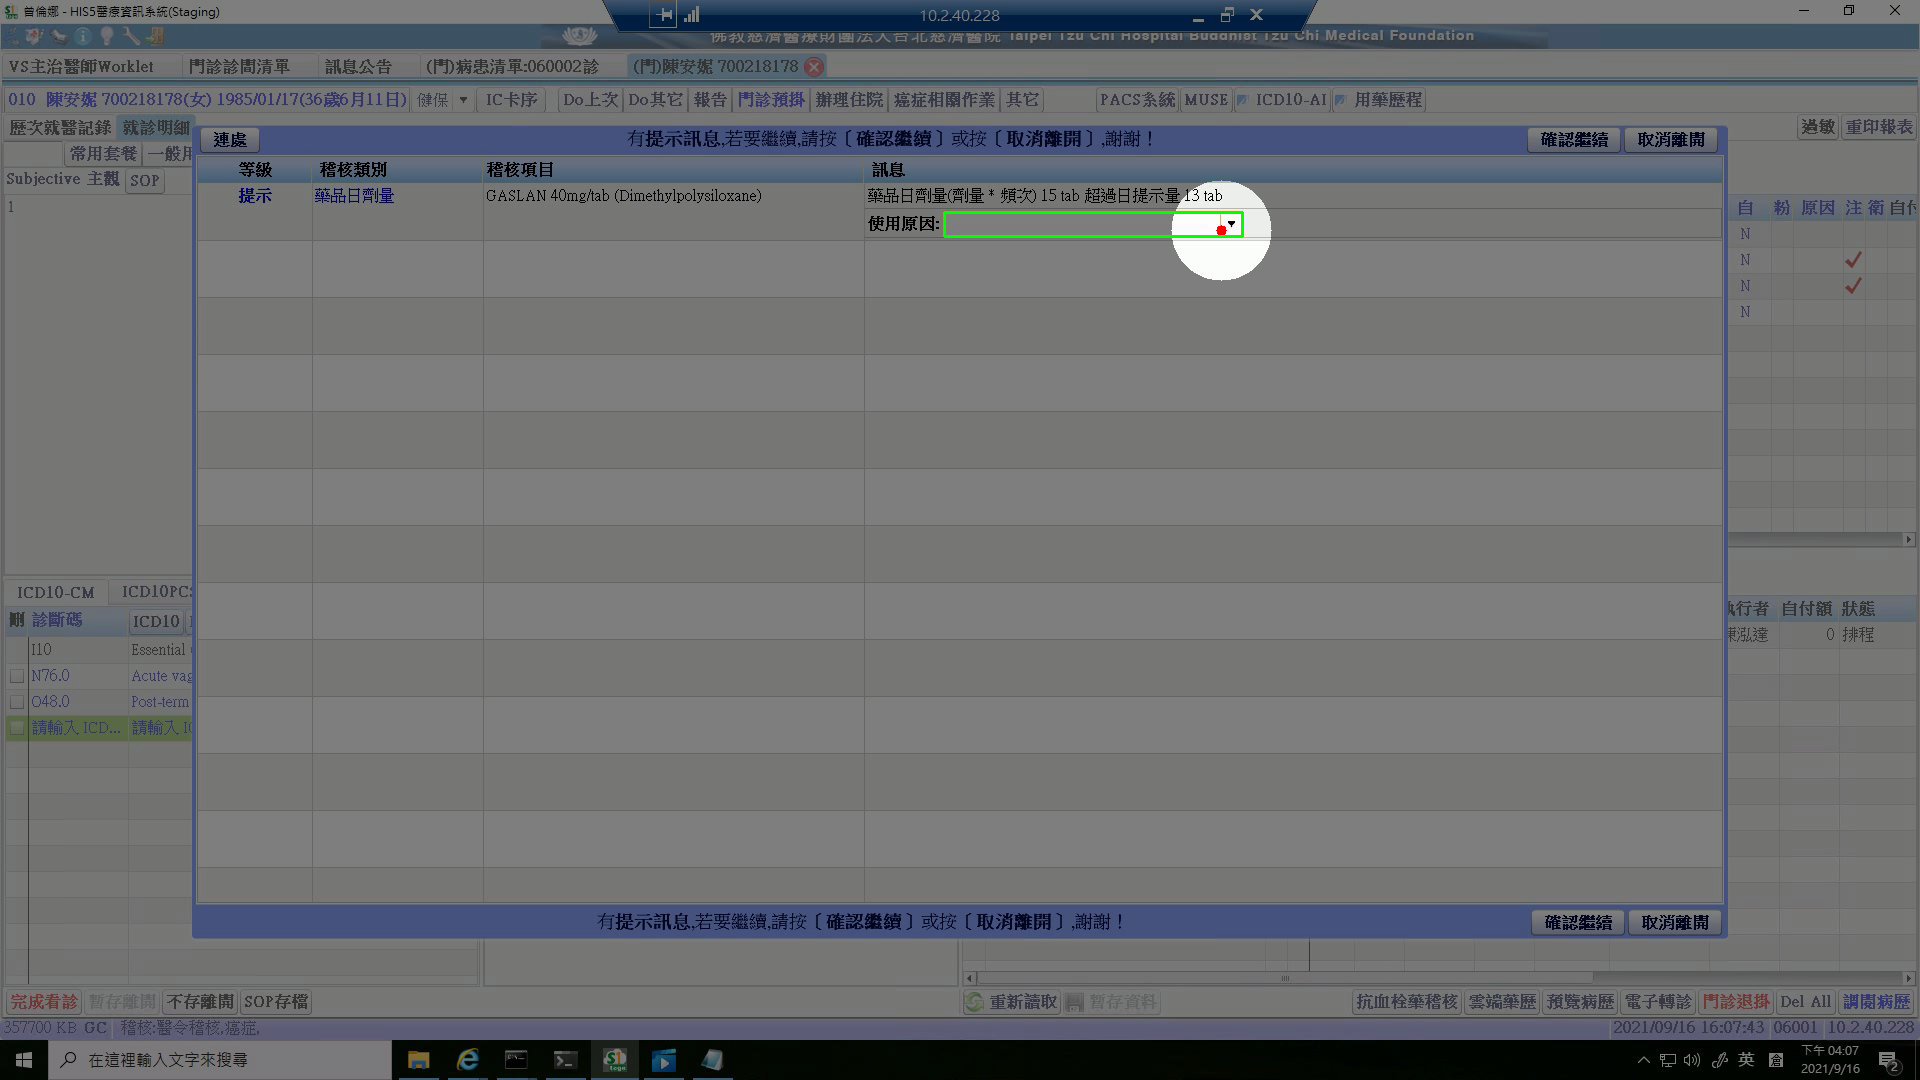 曾倫娜 - HIS5醫療資訊系統(Staging)
10.2.40.228
佛教慈濟醫療財團法人台北慈濟醫院 Taipei Tzu Chi Hospital Buddhist Tzu Chi Medical Foundation
VS主治醫師Worklet 門診診間清單 訊息公告 (門)病患清單:060002診 (門)陳安妮 700218178
010 陳安妮 700218178(女) 1985/01/17(36歲6月11日) 健保 IC卡序 Do上次 Do其它 報告 門診預掛 辦理住院 癌症相關作業 其它 PACS系統 MUSE ICD10-AI 用藥歷程
歷次就醫記錄 就診明細 過敏 重印報表
連處 有提示訊息,若要繼續,請按〔確認繼續〕或按〔取消離開〕,謝謝！ 確認繼續 取消離開
常用套餐 一般用
等級 稽核類別 稽核項目 訊息
Subjective 主觀 SOP
提示 藥品日劑量 GASLAN 40mg/tab (Dimethylpolysiloxane) 藥品日劑量(劑量 * 頻次) 15 tab 超過日提示量 13 tab
1
自 粉 原因 注 衛 自付
使用原因:
N
N
N
N
ICD10-CM ICD10PCS
刪 診斷碼 ICD10
執行者 自付額 狀態
陳泓達 0 排程
I10 Essential
N76.0 Acute vag
O48.0 Post-term
請輸入 ICD... 請輸入 IC
有提示訊息,若要繼續,請按〔確認繼續〕或按〔取消離開〕,謝謝！ 確認繼續 取消離開
完成看診 暫存離開 不存離開 SOP存檔 重新讀取 暫存資料 抗血栓藥稽核 雲端藥歷 預覽病歷 電子轉診 門診退掛 Del All 調閱病歷
357700 KB GC 稽核:醫令稽核,癌症, 2021/09/16 16:07:43 06001 10.2.40.228
在這裡輸入文字來搜尋
英
下午 04:07
2021/9/16
2